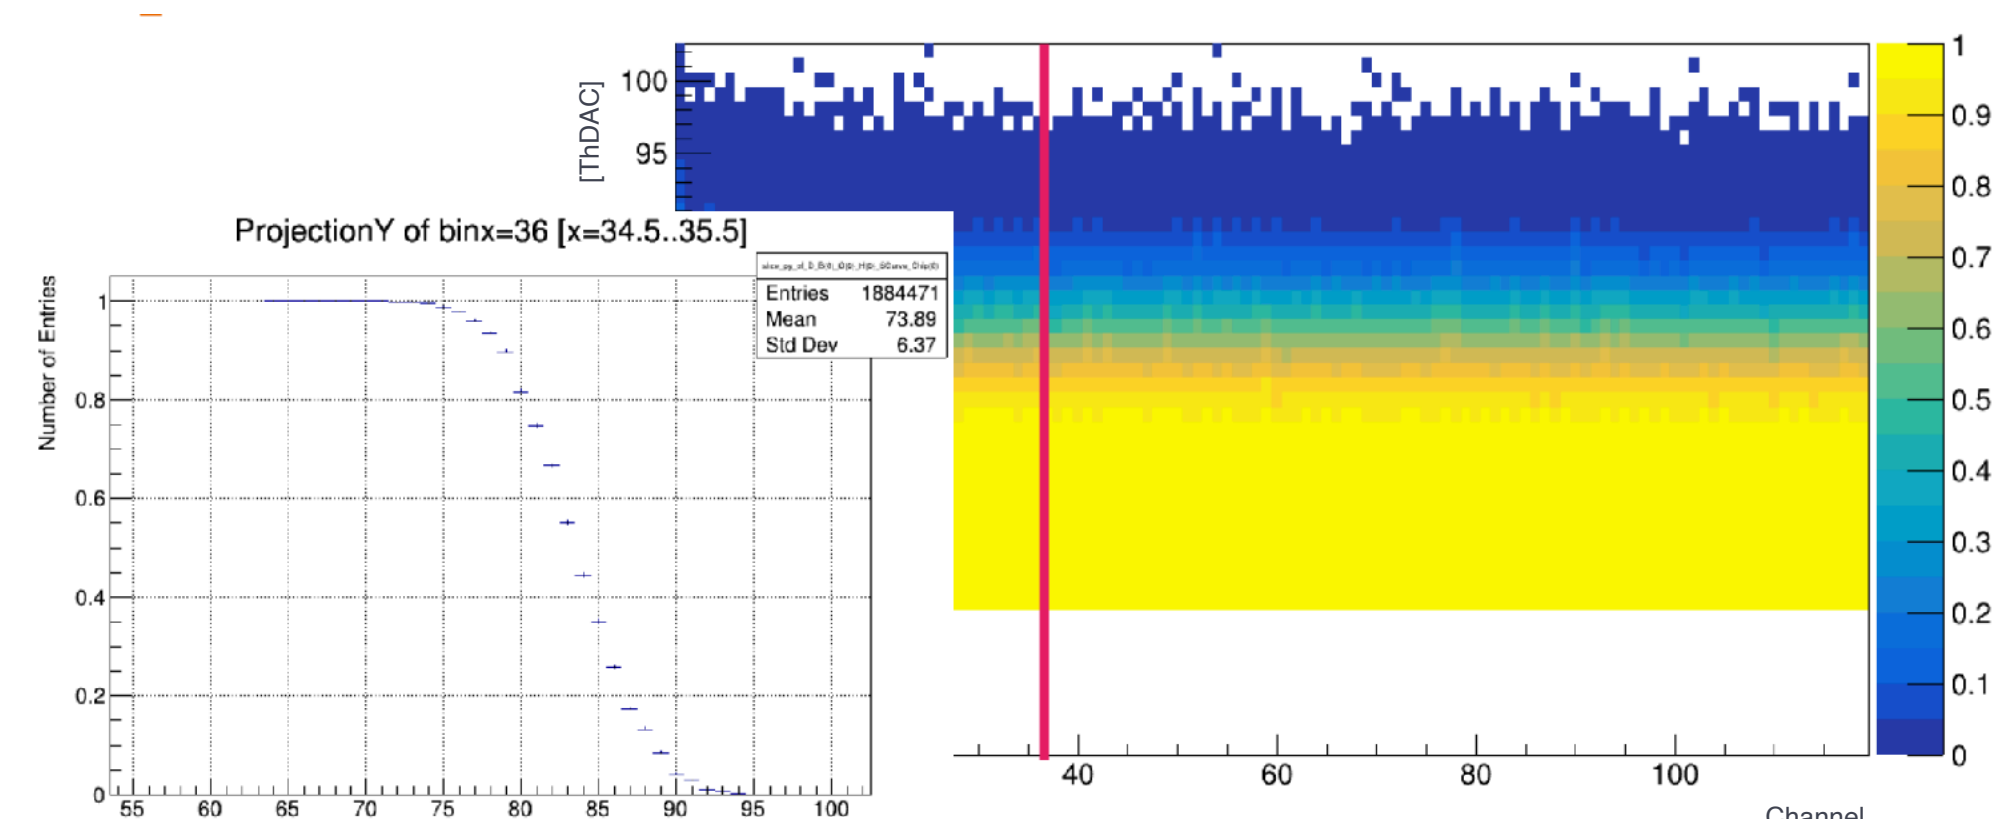 1
100
0.9
[ThDAC]
95
0.8
ProjectionY of binx=36 [x=34.5..35.5]
0.7
Entries 1884471
Mean 73.89
Std Dev 6.37
Number of Entries
1
0.8
0.6
0.4
0.2
0
0.6
0.5
0.4
0.3
0.2
0.1
0
40 60 80 100
55 60 65 70 75 80 85 90 95 100
Channel